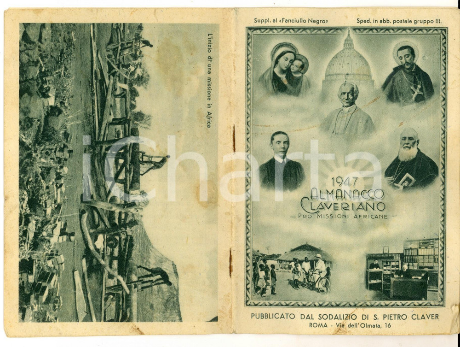 L'inizio di una missione in Africa
Suppl. al «Fanciullo Negro»
Sped. in abb. postale gruppo III.
iCharta
1947
ALMANACCO
CLAVERIANO
PRO MISSIONI AFRICANE
PUBBLICATO DAL SODALIZIO DI S. PIETRO CLAVER
ROMA - Via dell'Olmata, 16